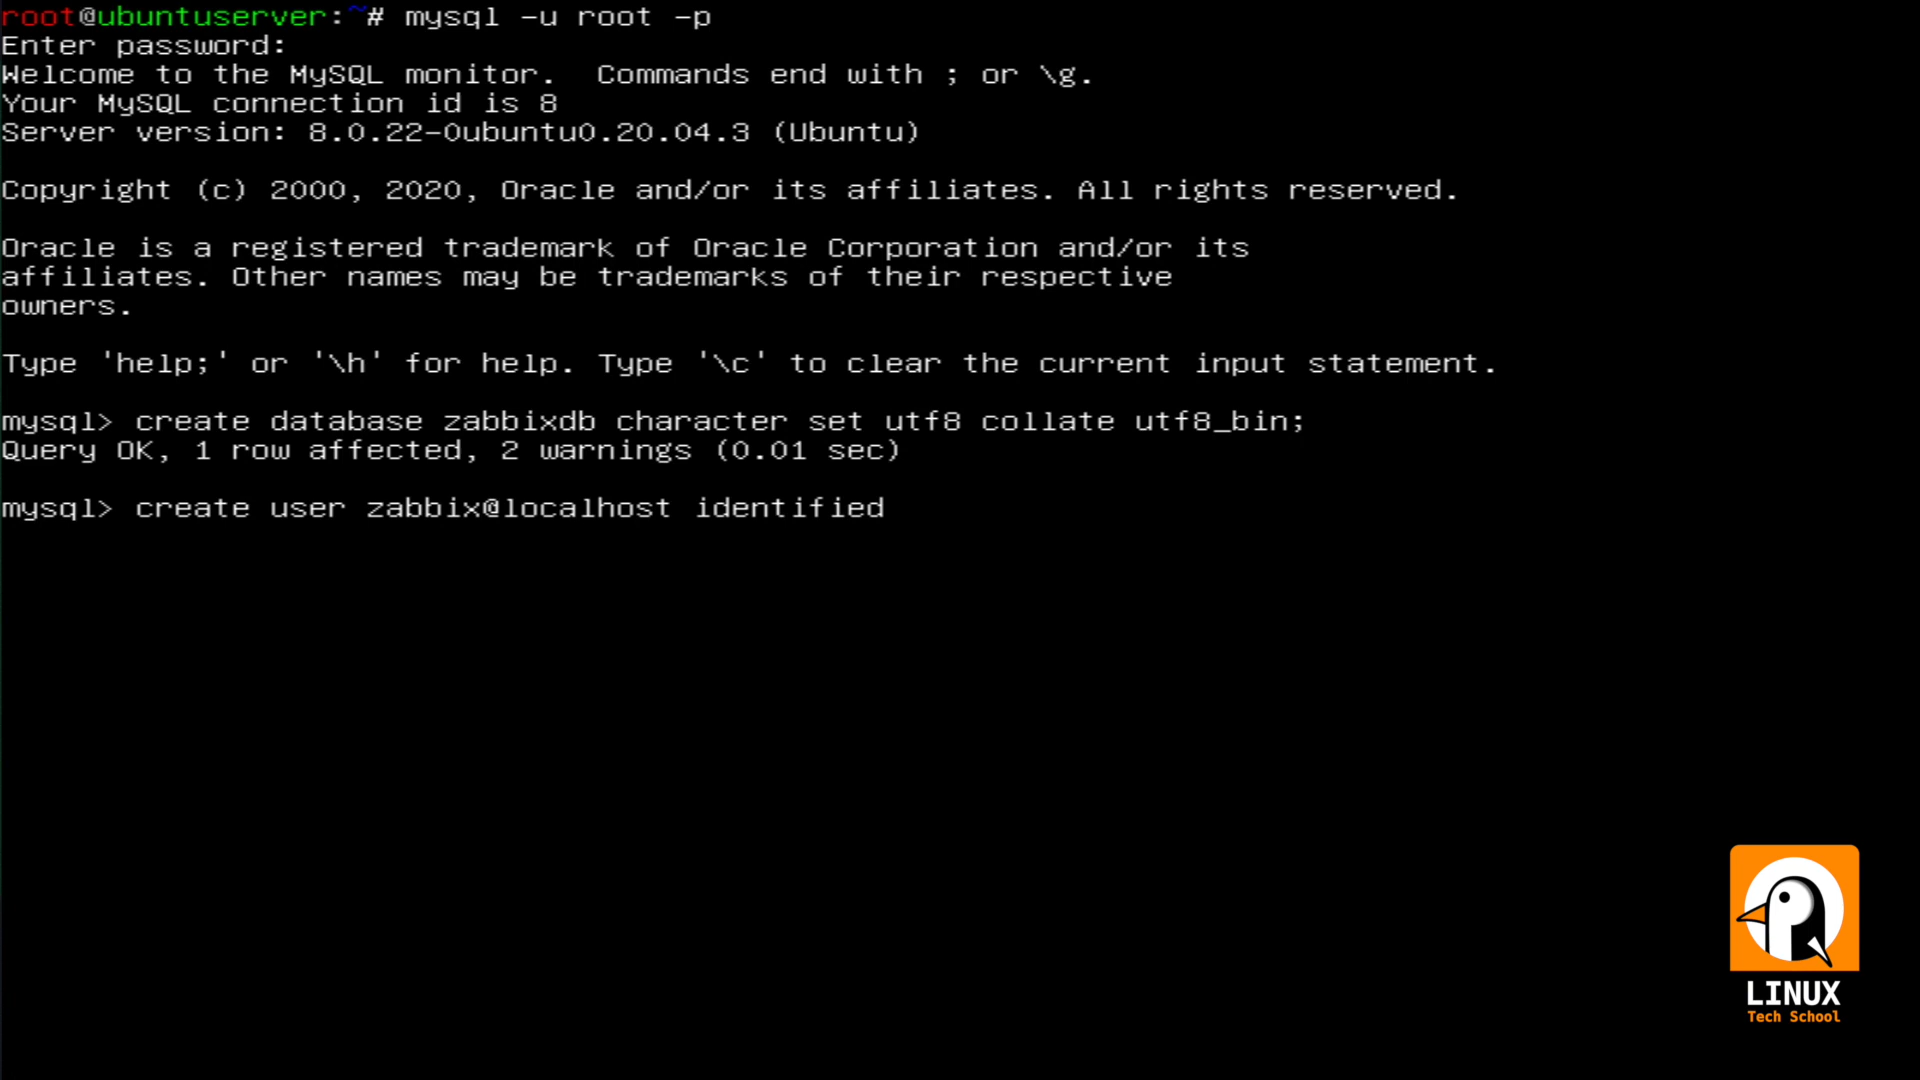 root@ubuntuserver:~# mysql -u root -p
Enter password:
Welcome to the MySQL monitor.  Commands end with ; or \g.
Your MySQL connection id is 8
Server version: 8.0.22-0ubuntu0.20.04.3 (Ubuntu)
Copyright (c) 2000, 2020, Oracle and/or its affiliates. All rights reserved.
Oracle is a registered trademark of Oracle Corporation and/or its
affiliates. Other names may be trademarks of their respective
owners.
Type 'help;' or '\h' for help. Type '\c' to clear the current input statement.
mysql> create database zabbixdb character set utf8 collate utf8_bin;
Query OK, 1 row affected, 2 warnings (0.01 sec)
mysql> create user zabbix@localhost identified
LINUX
Tech School